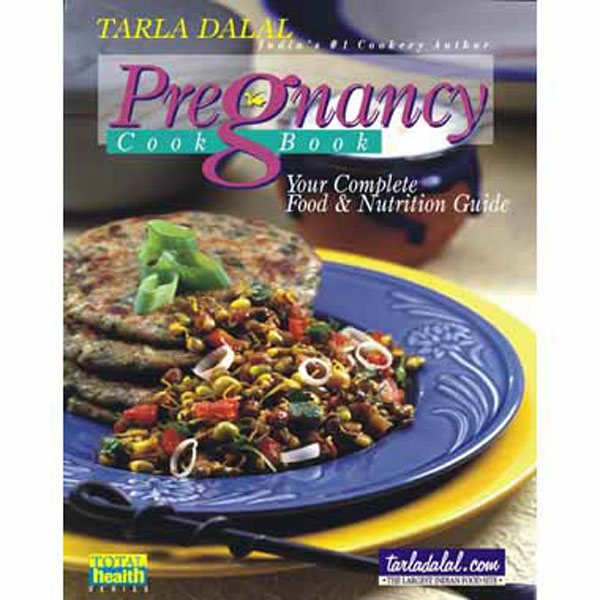 TARLA DALAL
India's #1 Cookery Author
Pregnancy
Cook Book
Your Complete
Food & Nutrition Guide
TOTAL
health
SERIES
tarladalal.com
THE LARGEST INDIAN FOOD SITE